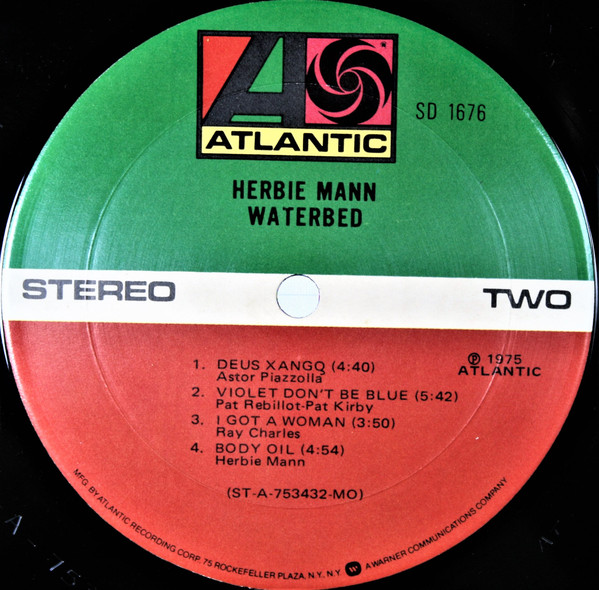 ATLANTIC
SD 1676
HERBIE MANN
WATERBED
STEREO
TWO
℗ 1975
ATLANTIC
1. DEUS XANGO (4:40)
Astor Piazzolla
2. VIOLET DON'T BE BLUE (5:42)
Pat Rebillot-Pat Kirby
3. I GOT A WOMAN (3:50)
Ray Charles
4. BODY OIL (4:54)
Herbie Mann
(ST-A-753432-MO)
MFG. BY ATLANTIC RECORDING CORP. 75 ROCKEFELLER PLAZA, N.Y. N.Y. A WARNER COMMUNICATIONS COMPANY